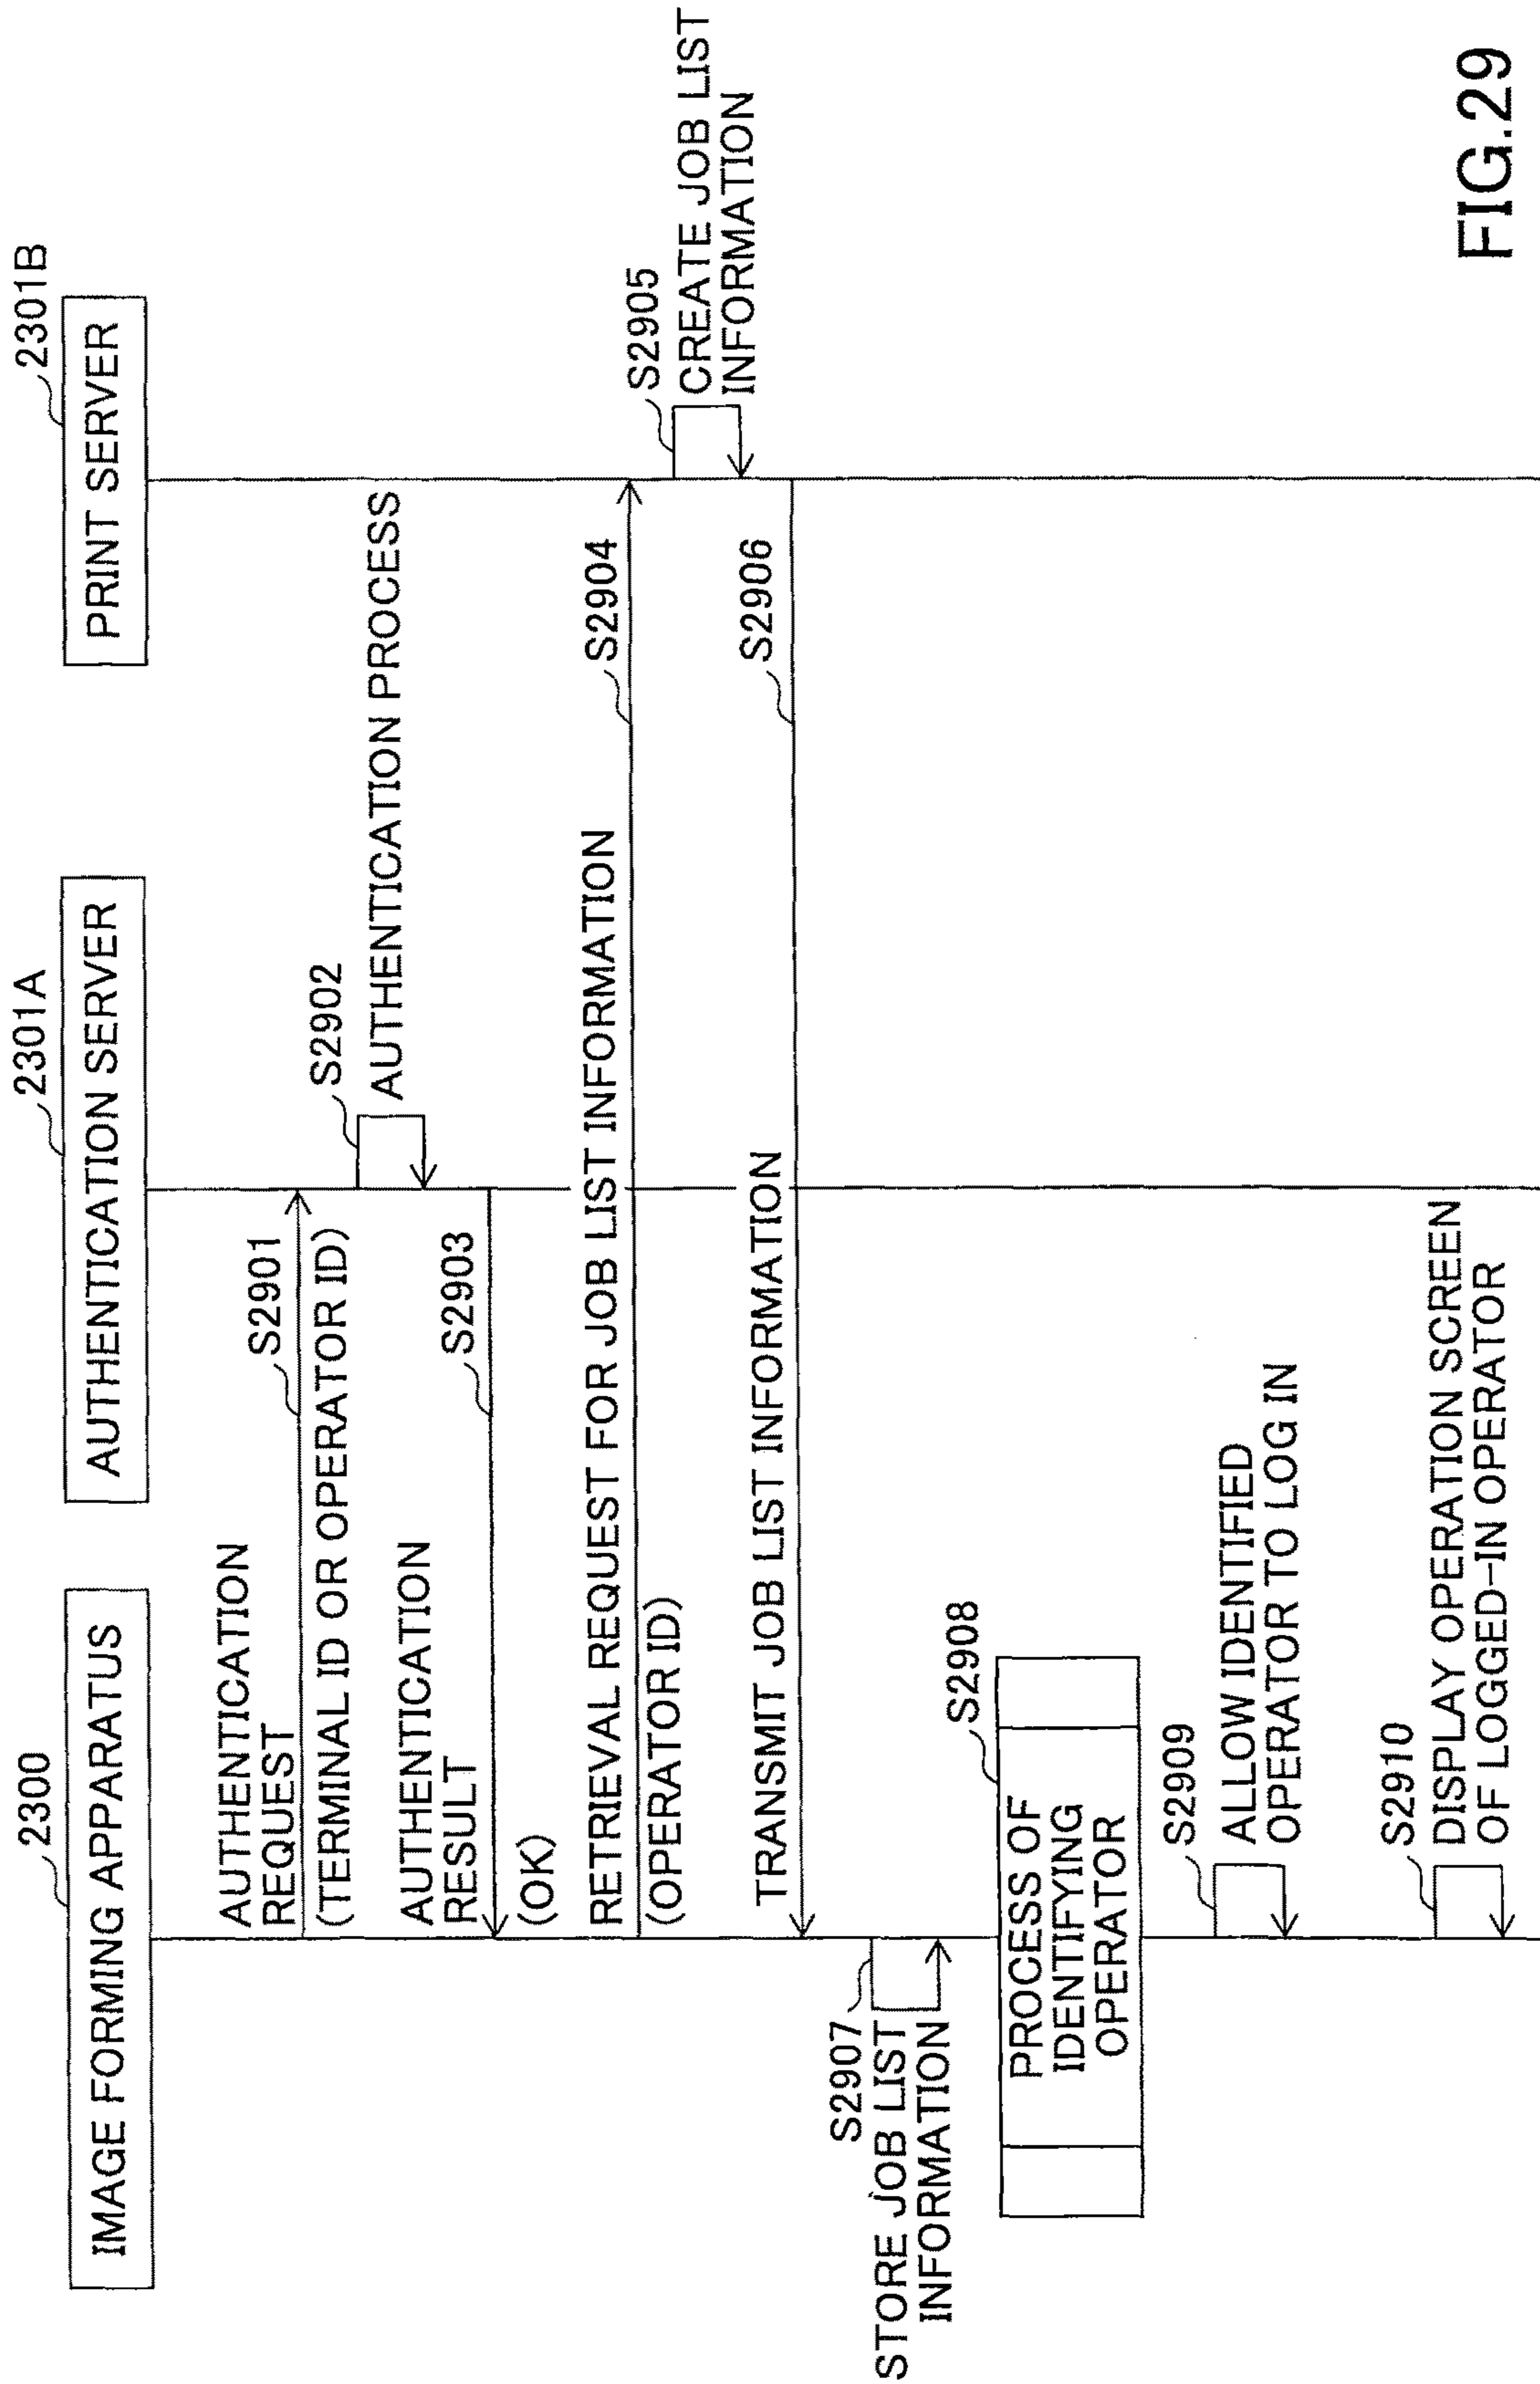 2300
IMAGE FORMING APPARATUS
2301A
AUTHENTICATION SERVER
2301B
PRINT SERVER
AUTHENTICATION
REQUEST
S2901
(TERMINAL ID OR OPERATOR ID)
S2902
AUTHENTICATION PROCESS
AUTHENTICATION
RESULT
S2903
(OK)
RETRIEVAL REQUEST FOR JOB LIST INFORMATION
S2904
(OPERATOR ID)
S2905
CREATE JOB LIST
INFORMATION
TRANSMIT JOB LIST INFORMATION
S2906
S2907
STORE JOB LIST
INFORMATION
S2908
PROCESS OF
IDENTIFYING
OPERATOR
S2909
ALLOW IDENTIFIED
OPERATOR TO LOG IN
S2910
DISPLAY OPERATION SCREEN
OF LOGGED-IN OPERATOR
FIG.29